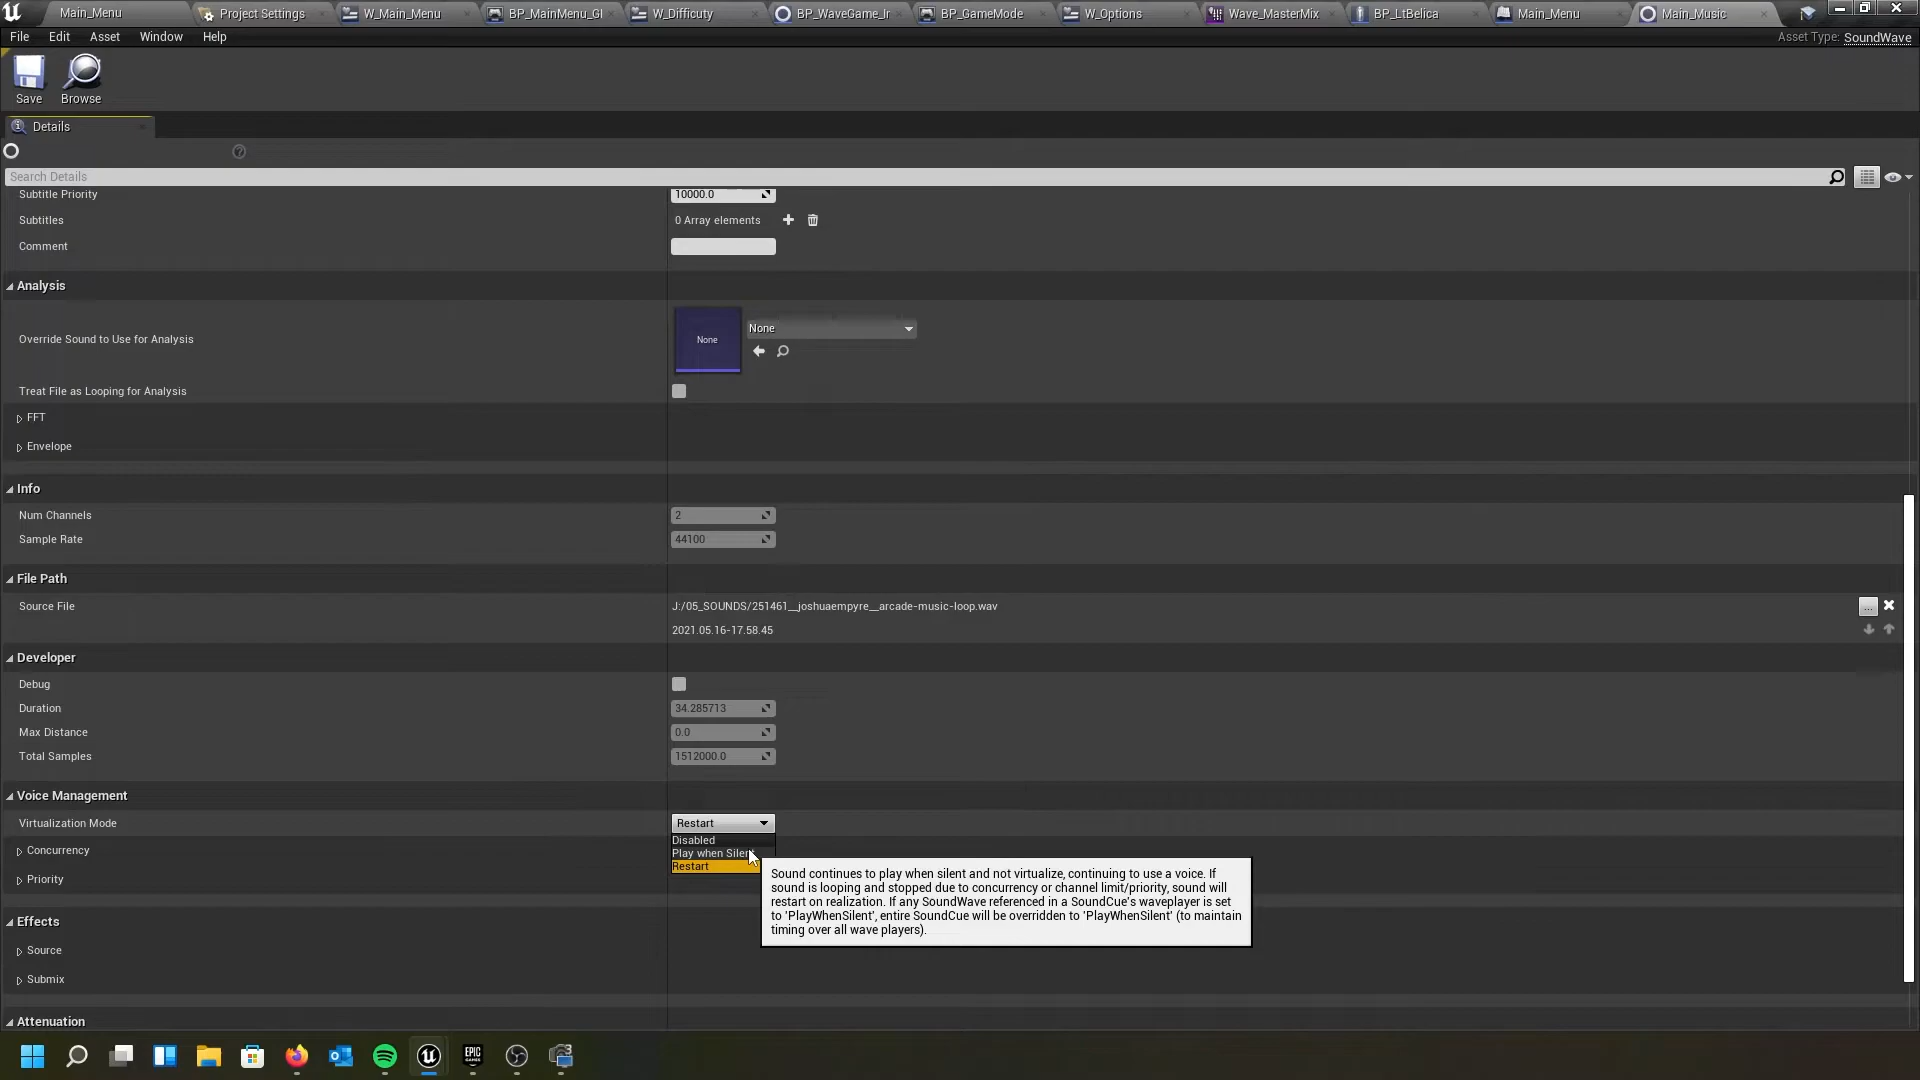 Main_Menu
Project Settings
W_Main_Menu
BP_MainMenu_GI
W_Difficuty
BP_WaveGame_Ir
BP_GameMode
W_Options
Wave_MasterMix
BP_LtBelica
Main_Menu
Main_Music
File
Edit
Asset
Window
Help
Asset Type: SoundWave
Save
Browse
Details
Search Details
Subtitle Priority
10000.0
Subtitles
0 Array elements
Comment
Analysis
Override Sound to Use for Analysis
None
None
Treat File as Looping for Analysis
FFT
Envelope
Info
Num Channels
2
Sample Rate
44100
File Path
Source File
J:/05_SOUNDS/251461__joshuaempyre__arcade-music-loop.wav
...
2021.05.16-17.58.45
Developer
Debug
Duration
34.285713
Max Distance
0.0
Total Samples
1512000.0
Voice Management
Virtualization Mode
Restart
Disabled
Play when Silent
Restart
Concurrency
Priority
Sound continues to play when silent and not virtualize, continuing to use a voice. If
sound is looping and stopped due to concurrency or channel limit/priority, sound will
restart on realization. If any SoundWave referenced in a SoundCue's waveplayer is set
to 'PlayWhenSilent', entire SoundCue will be overridden to 'PlayWhenSilent' (to maintain
timing over all wave players).
Effects
Source
Submix
Attenuation
EPIC
GAMES